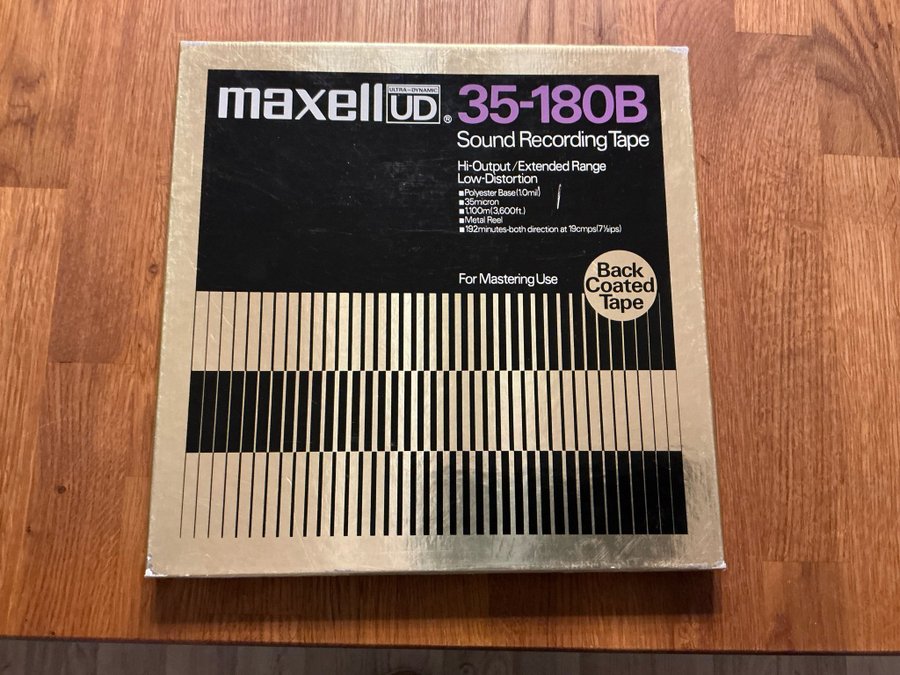 maxell ULTRA-DYNAMIC UD ® 35-180B
Sound Recording Tape
Hi-Output/Extended Range
Low-Distortion
■Polyester Base(1.0mil)
■35micron
■1,100m(3,600ft.)
■Metal Reel
■192minutes-both direction at 19cmps(7½ips)
For Mastering Use
Back
Coated
Tape